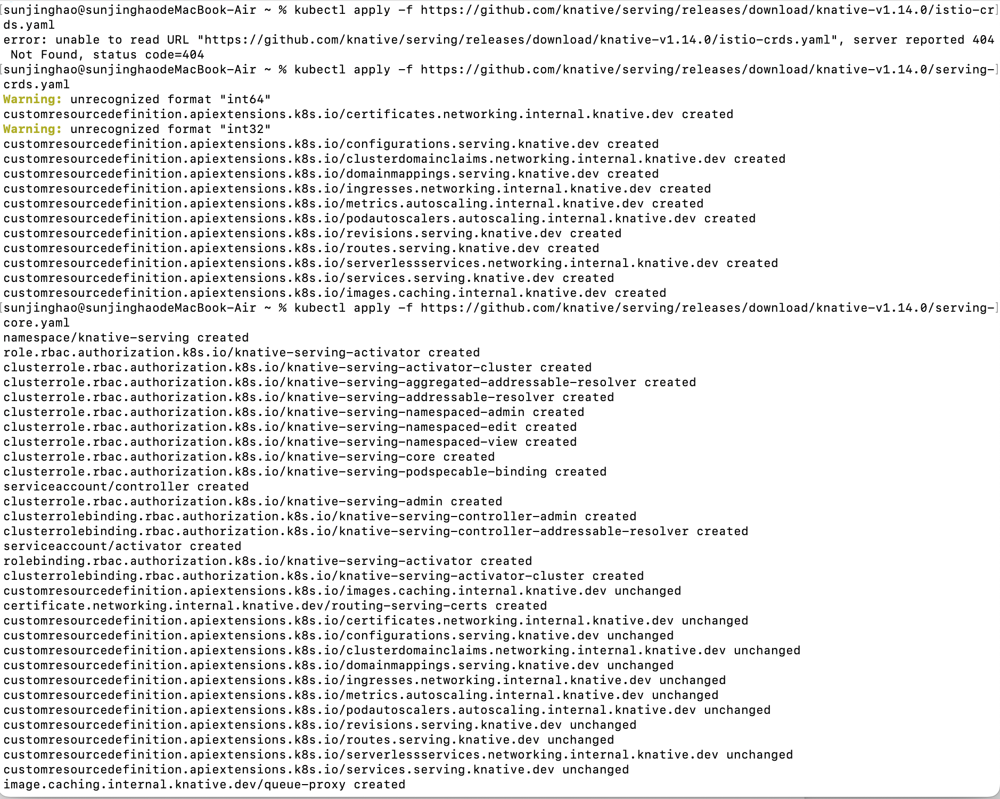 [sunjinghao@sunjinghaodeMacBook-Air ~ % kubectl apply -f https://github.com/knative/serving/releases/download/knative-v1.14.0/istio-cr]
ds.yaml
error: unable to read URL "https://github.com/knative/serving/releases/download/knative-v1.14.0/istio-crds.yaml", server reported 404
 Not Found, status code=404
[sunjinghao@sunjinghaodeMacBook-Air ~ % kubectl apply -f https://github.com/knative/serving/releases/download/knative-v1.14.0/serving-]
crds.yaml
Warning: unrecognized format "int64"
customresourcedefinition.apiextensions.k8s.io/certificates.networking.internal.knative.dev created
Warning: unrecognized format "int32"
customresourcedefinition.apiextensions.k8s.io/configurations.serving.knative.dev created
customresourcedefinition.apiextensions.k8s.io/clusterdomainclaims.networking.internal.knative.dev created
customresourcedefinition.apiextensions.k8s.io/domainmappings.serving.knative.dev created
customresourcedefinition.apiextensions.k8s.io/ingresses.networking.internal.knative.dev created
customresourcedefinition.apiextensions.k8s.io/metrics.autoscaling.internal.knative.dev created
customresourcedefinition.apiextensions.k8s.io/podautoscalers.autoscaling.internal.knative.dev created
customresourcedefinition.apiextensions.k8s.io/revisions.serving.knative.dev created
customresourcedefinition.apiextensions.k8s.io/routes.serving.knative.dev created
customresourcedefinition.apiextensions.k8s.io/serverlessservices.networking.internal.knative.dev created
customresourcedefinition.apiextensions.k8s.io/services.serving.knative.dev created
customresourcedefinition.apiextensions.k8s.io/images.caching.internal.knative.dev created
[sunjinghao@sunjinghaodeMacBook-Air ~ % kubectl apply -f https://github.com/knative/serving/releases/download/knative-v1.14.0/serving-]
core.yaml
namespace/knative-serving created
role.rbac.authorization.k8s.io/knative-serving-activator created
clusterrole.rbac.authorization.k8s.io/knative-serving-activator-cluster created
clusterrole.rbac.authorization.k8s.io/knative-serving-aggregated-addressable-resolver created
clusterrole.rbac.authorization.k8s.io/knative-serving-addressable-resolver created
clusterrole.rbac.authorization.k8s.io/knative-serving-namespaced-admin created
clusterrole.rbac.authorization.k8s.io/knative-serving-namespaced-edit created
clusterrole.rbac.authorization.k8s.io/knative-serving-namespaced-view created
clusterrole.rbac.authorization.k8s.io/knative-serving-core created
clusterrole.rbac.authorization.k8s.io/knative-serving-podspecable-binding created
serviceaccount/controller created
clusterrole.rbac.authorization.k8s.io/knative-serving-admin created
clusterrolebinding.rbac.authorization.k8s.io/knative-serving-controller-admin created
clusterrolebinding.rbac.authorization.k8s.io/knative-serving-controller-addressable-resolver created
serviceaccount/activator created
rolebinding.rbac.authorization.k8s.io/knative-serving-activator created
clusterrolebinding.rbac.authorization.k8s.io/knative-serving-activator-cluster created
customresourcedefinition.apiextensions.k8s.io/images.caching.internal.knative.dev unchanged
certificate.networking.internal.knative.dev/routing-serving-certs created
customresourcedefinition.apiextensions.k8s.io/certificates.networking.internal.knative.dev unchanged
customresourcedefinition.apiextensions.k8s.io/configurations.serving.knative.dev unchanged
customresourcedefinition.apiextensions.k8s.io/clusterdomainclaims.networking.internal.knative.dev unchanged
customresourcedefinition.apiextensions.k8s.io/domainmappings.serving.knative.dev unchanged
customresourcedefinition.apiextensions.k8s.io/ingresses.networking.internal.knative.dev unchanged
customresourcedefinition.apiextensions.k8s.io/metrics.autoscaling.internal.knative.dev unchanged
customresourcedefinition.apiextensions.k8s.io/podautoscalers.autoscaling.internal.knative.dev unchanged
customresourcedefinition.apiextensions.k8s.io/revisions.serving.knative.dev unchanged
customresourcedefinition.apiextensions.k8s.io/routes.serving.knative.dev unchanged
customresourcedefinition.apiextensions.k8s.io/serverlessservices.networking.internal.knative.dev unchanged
customresourcedefinition.apiextensions.k8s.io/services.serving.knative.dev unchanged
image.caching.internal.knative.dev/queue-proxy created